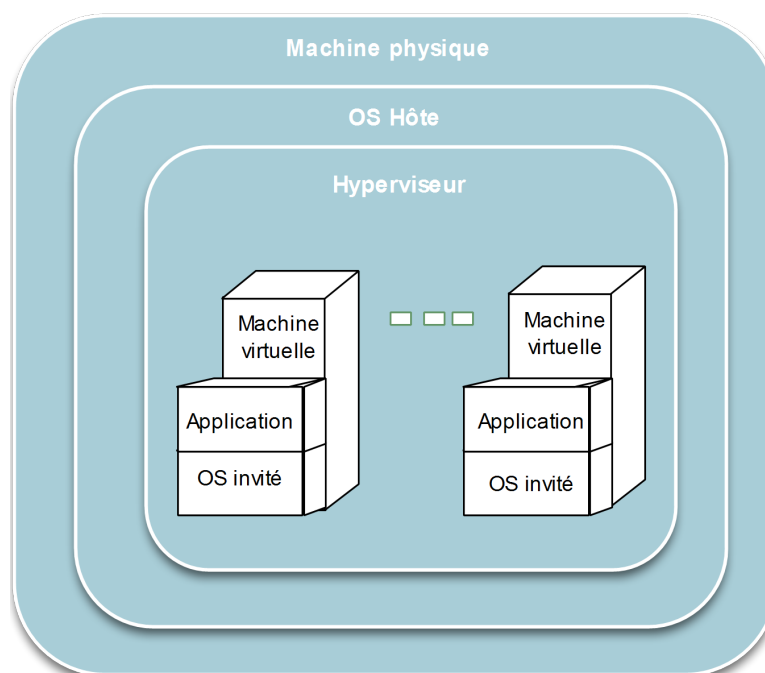 Machine physique
OS Hôte
Hyperviseur
Machine
virtuelle
Application
OS invité
Machine
virtuelle
Application
OS invité